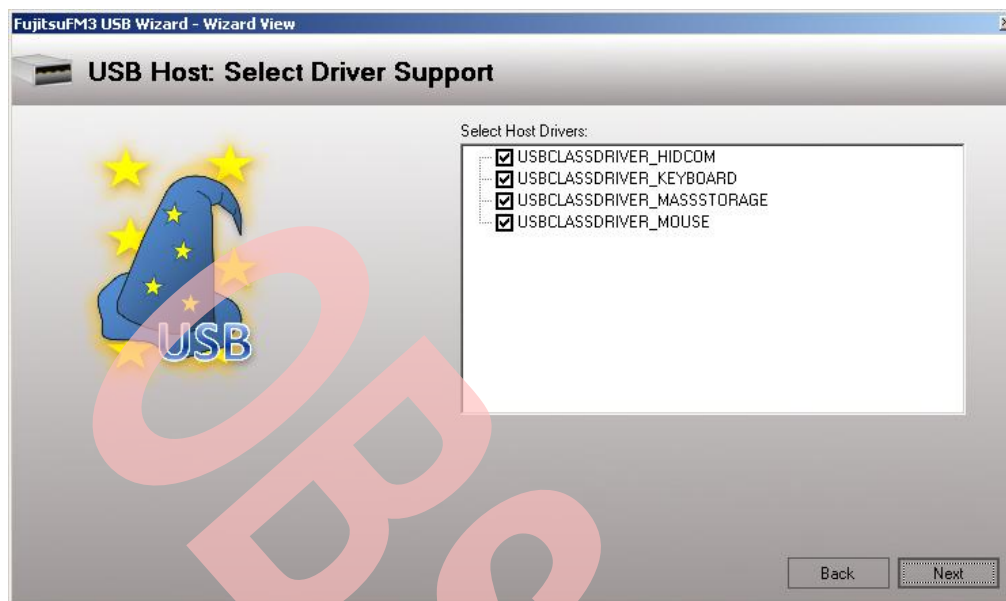 FujitsuFM3 USB Wizard - Wizard View
USB Host: Select Driver Support
Select Host Drivers:
USBCLASSDRIVER_HIDCOM
USBCLASSDRIVER_KEYBOARD
USBCLASSDRIVER_MASSSTORAGE
USBCLASSDRIVER_MOUSE
USB
Back Next